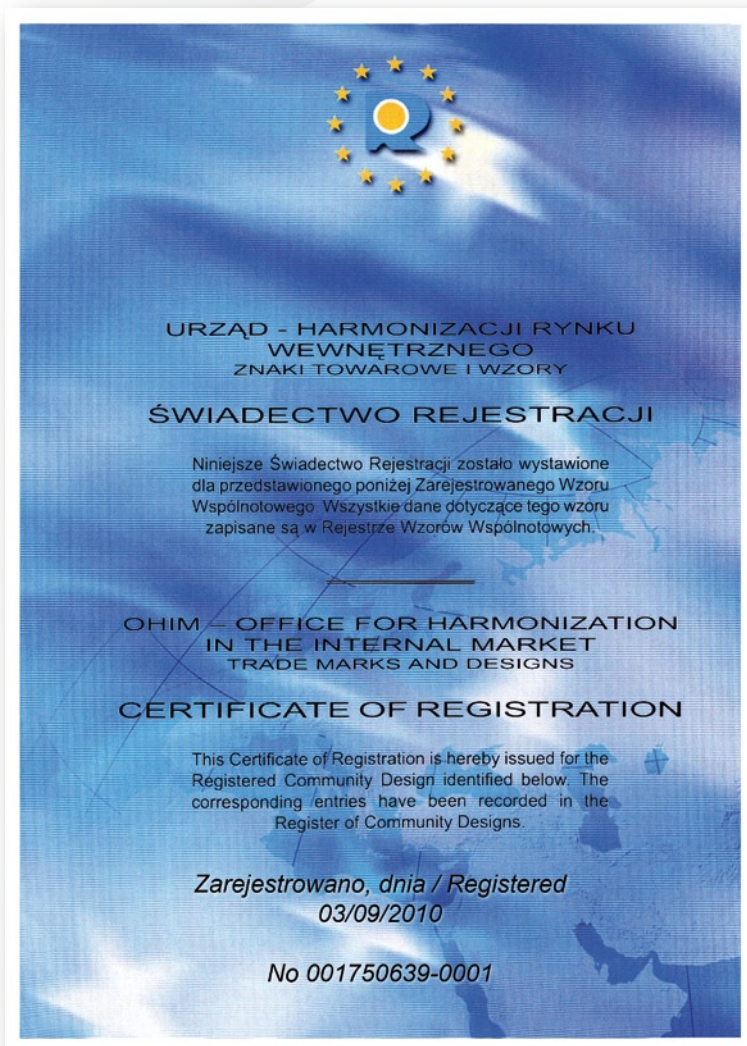 R
URZĄD - HARMONIZACJI RYNKU
WEWNĘTRZNEGO
ZNAKI TOWAROWE I WZORY
ŚWIADECTWO REJESTRACJI
Niniejsze Świadectwo Rejestracji zostało wystawione
dla przedstawionego poniżej Zarejestrowanego Wzoru
Wspólnotowego. Wszystkie dane dotyczące tego wzoru
zapisane są w Rejestrze Wzorów Wspólnotowych.
OHIM – OFFICE FOR HARMONIZATION
IN THE INTERNAL MARKET
TRADE MARKS AND DESIGNS
CERTIFICATE OF REGISTRATION
This Certificate of Registration is hereby issued for the
Registered Community Design identified below. The
corresponding entries have been recorded in the
Register of Community Designs.
Zarejestrowano, dnia / Registered
03/09/2010
No 001750639-0001